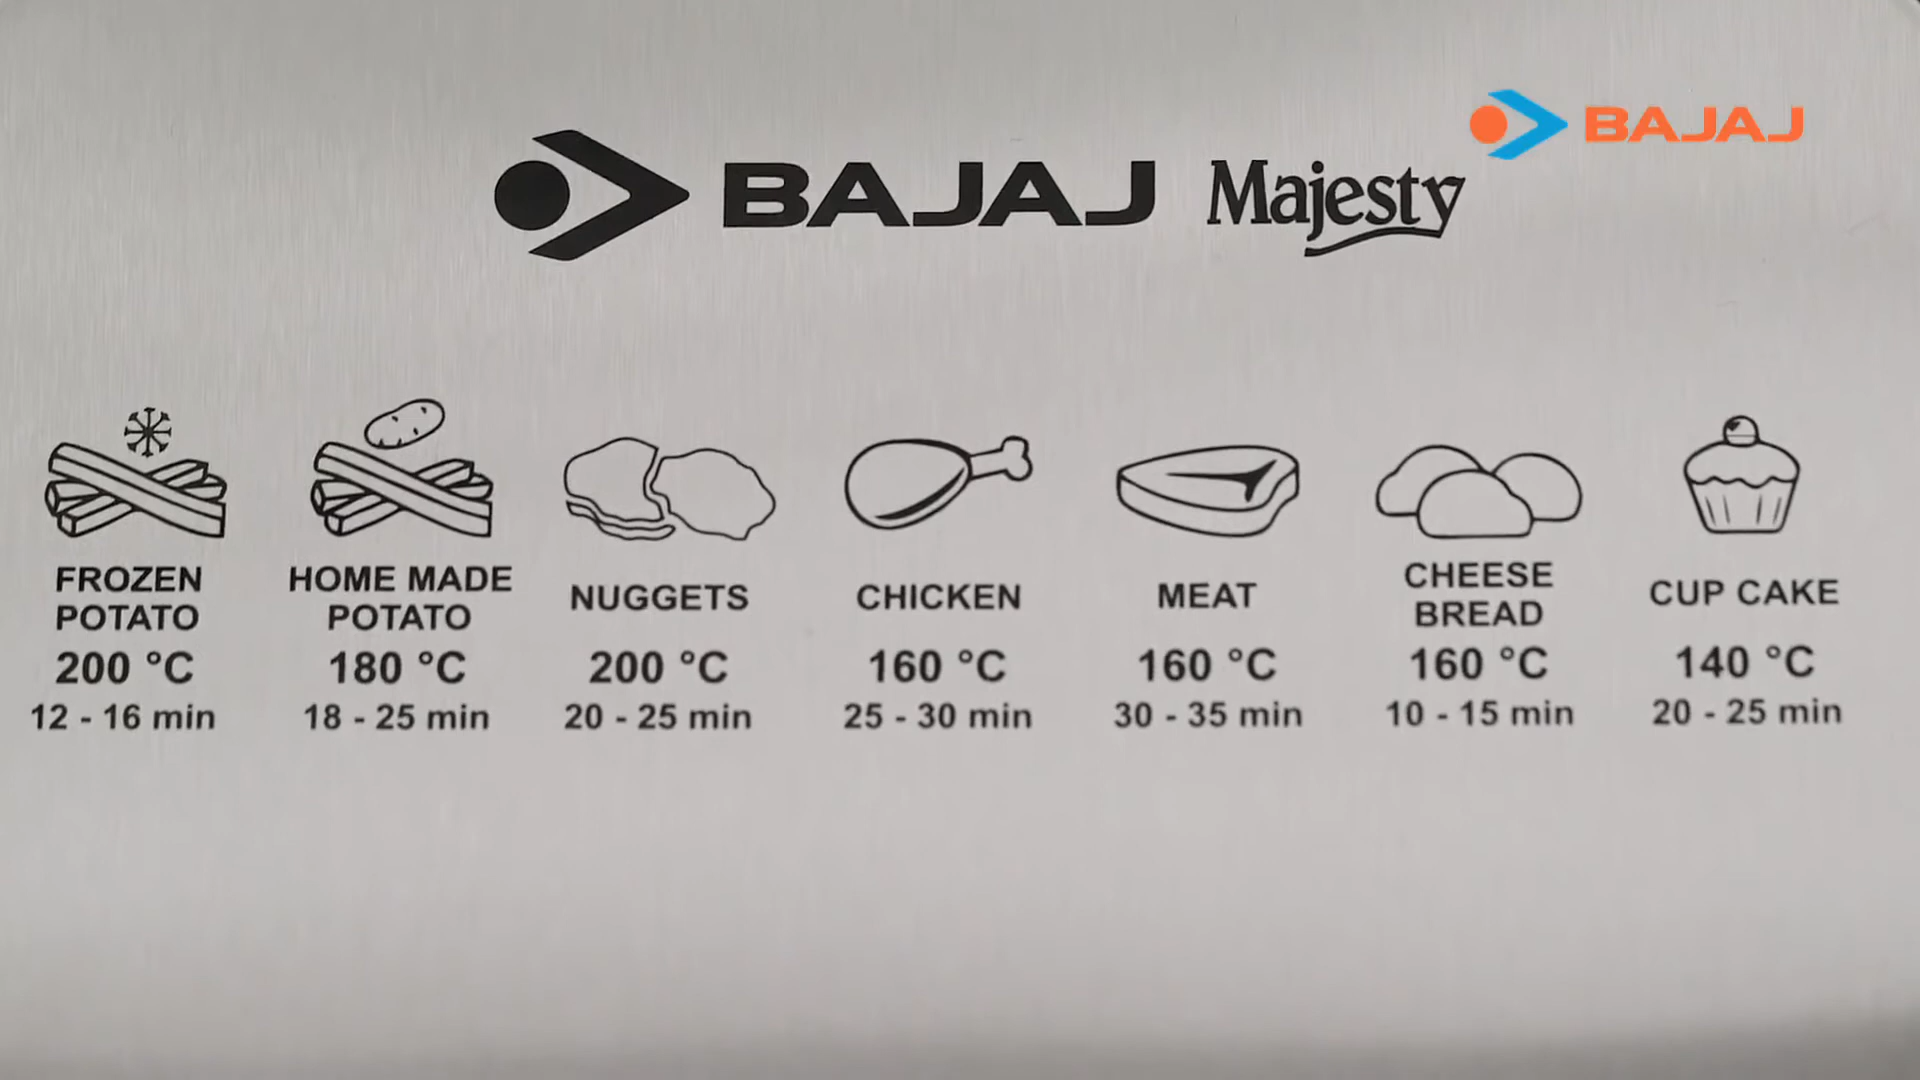 BAJAJ
BAJAJ Majesty
FROZEN
POTATO
200 °C
12 - 16 min
HOME MADE
POTATO
180 °C
18 - 25 min
NUGGETS
200 °C
20 - 25 min
CHICKEN
160 °C
25 - 30 min
MEAT
160 °C
30 - 35 min
CHEESE
BREAD
160 °C
10 - 15 min
CUP CAKE
140 °C
20 - 25 min